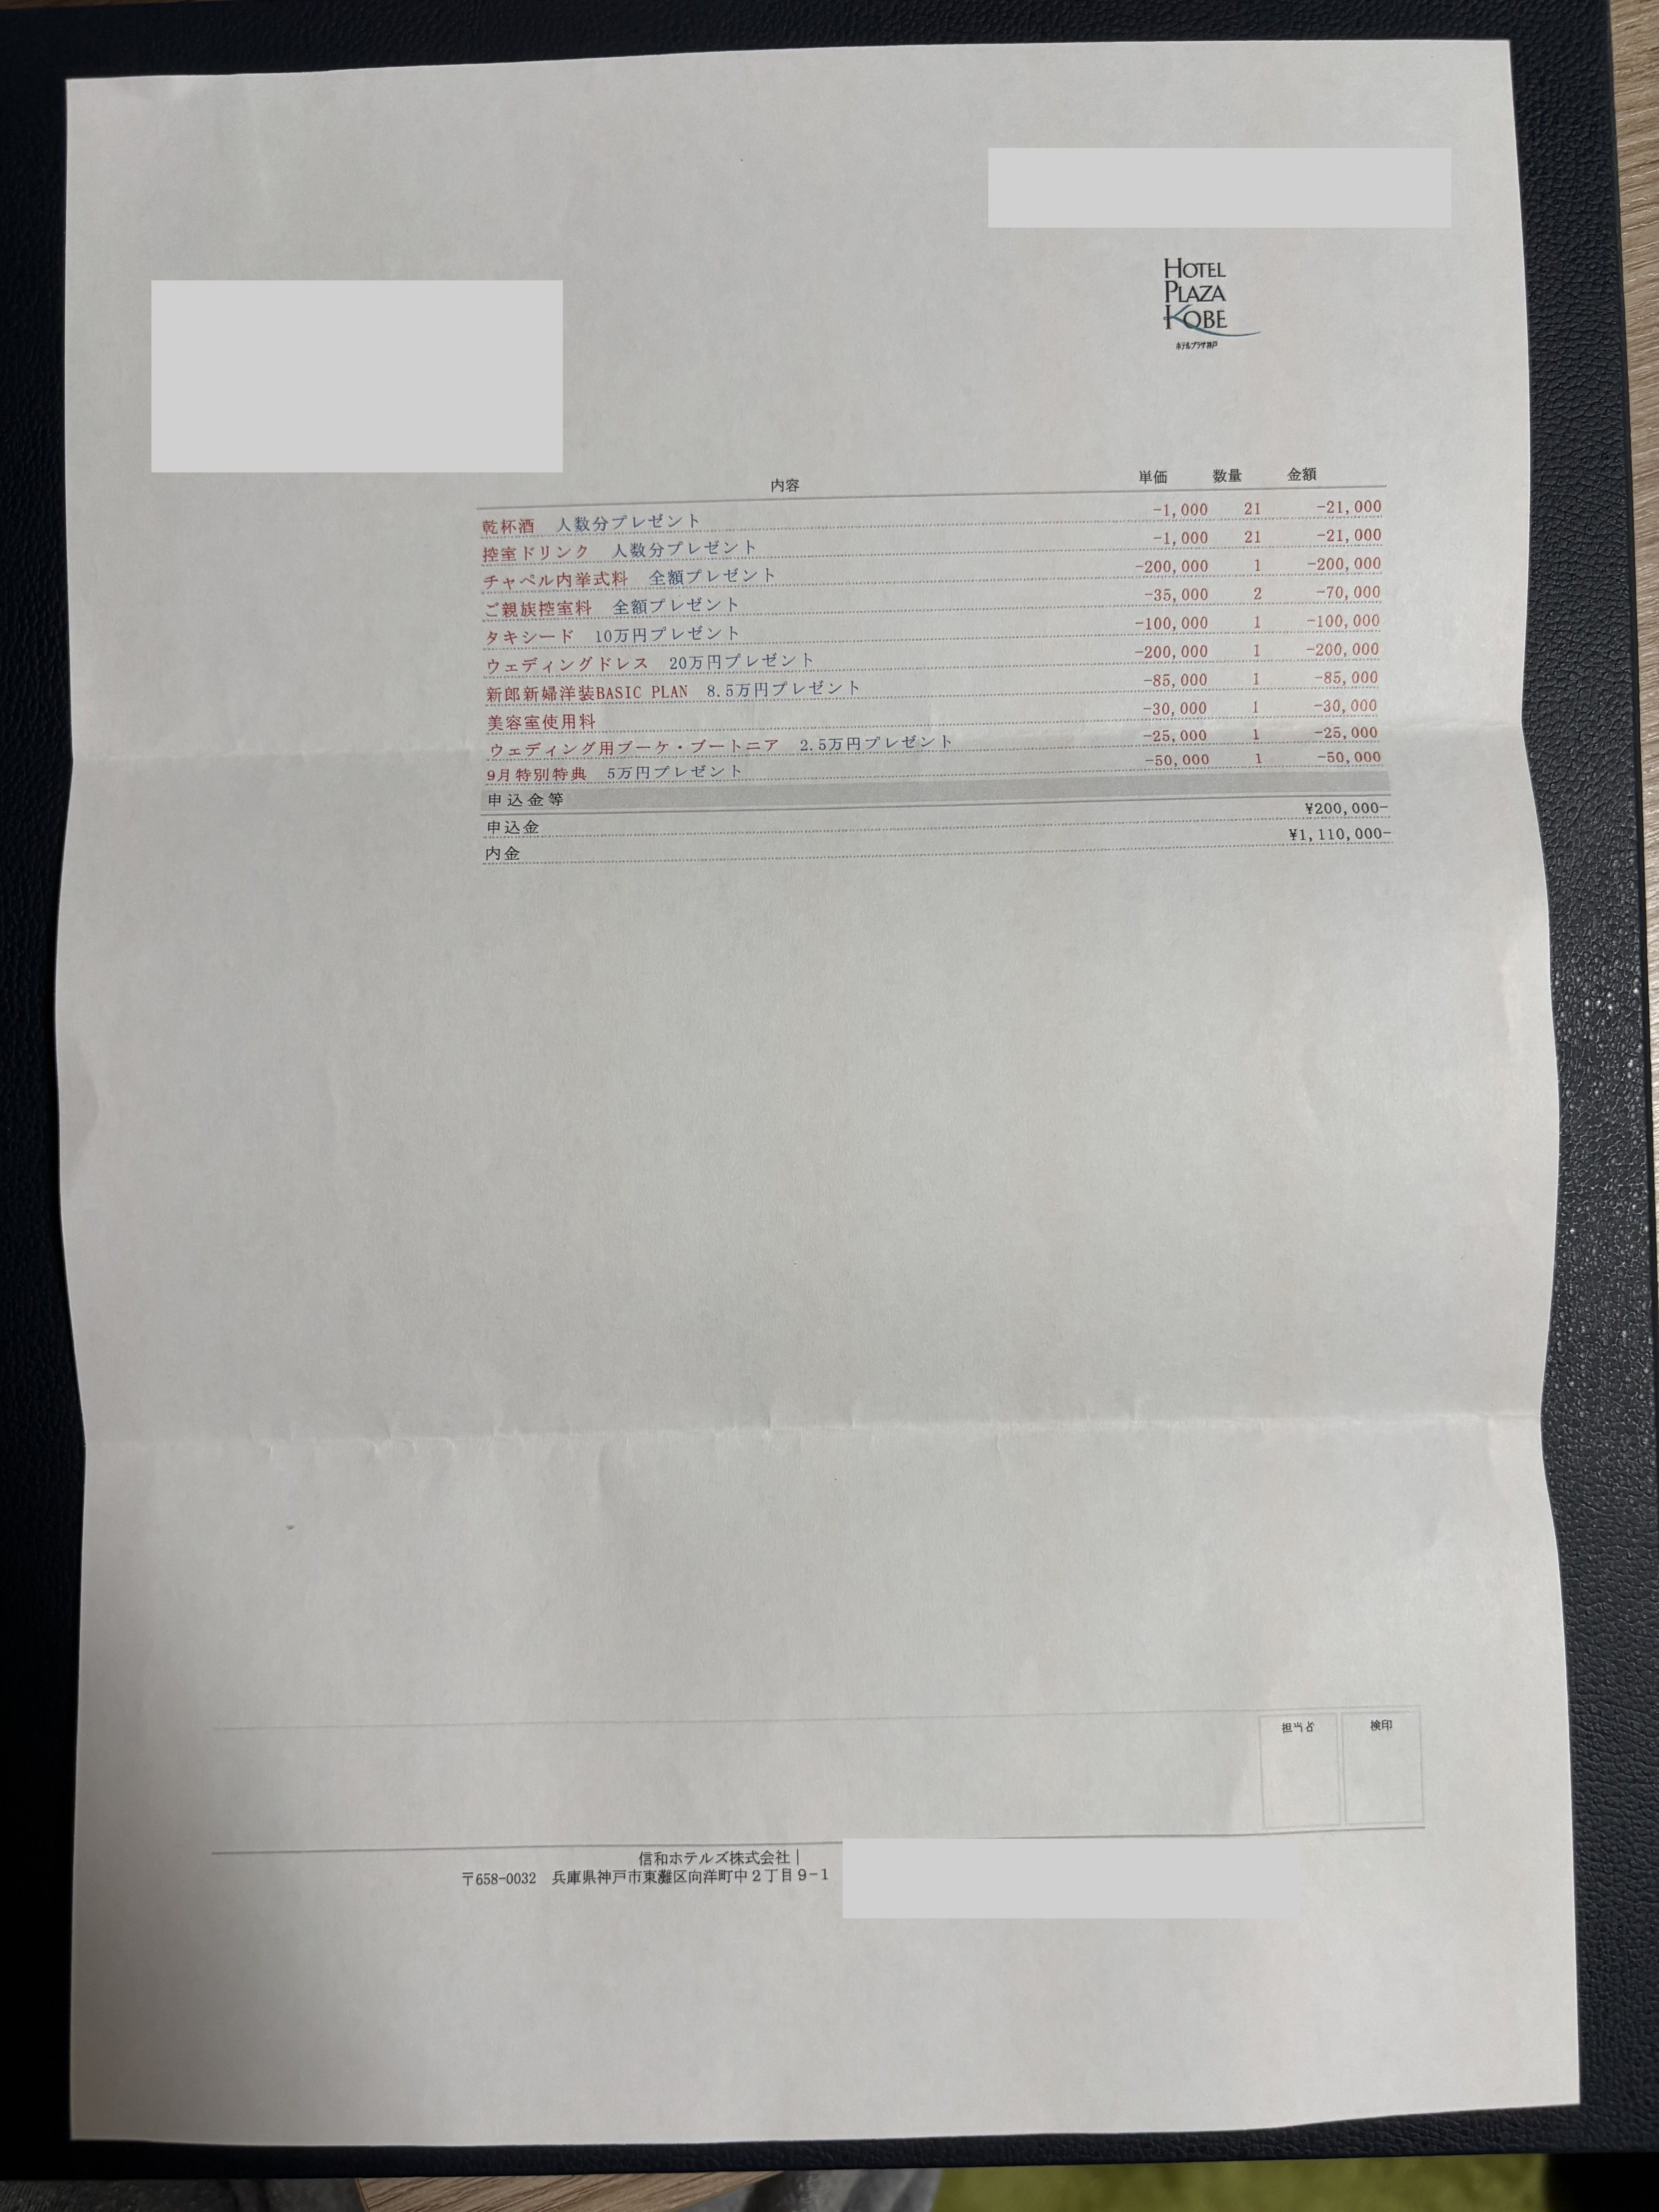 HOTEL
PLAZA
KOBE
ホテルプラザ神戸
内容 単価 数量 金額
乾杯酒 人数分プレゼント -1,000 21 -21,000
控室ドリンク 人数分プレゼント -1,000 21 -21,000
チャペル内挙式料 全額プレゼント -200,000 1 -200,000
ご親族控室料 全額プレゼント -35,000 2 -70,000
タキシード 10万円プレゼント -100,000 1 -100,000
ウェディングドレス 20万円プレゼント -200,000 1 -200,000
新郎新婦洋装BASIC PLAN 8.5万円プレゼント -85,000 1 -85,000
美容室使用料 -30,000 1 -30,000
ウェディング用ブーケ・ブートニア 2.5万円プレゼント -25,000 1 -25,000
9月特別特典 5万円プレゼント -50,000 1 -50,000
申込金等
申込金 ¥200,000-
内金 ¥1,110,000-
担当者 検印
信和ホテルズ株式会社|
〒658-0032 兵庫県神戸市東灘区向洋町中2丁目9-1